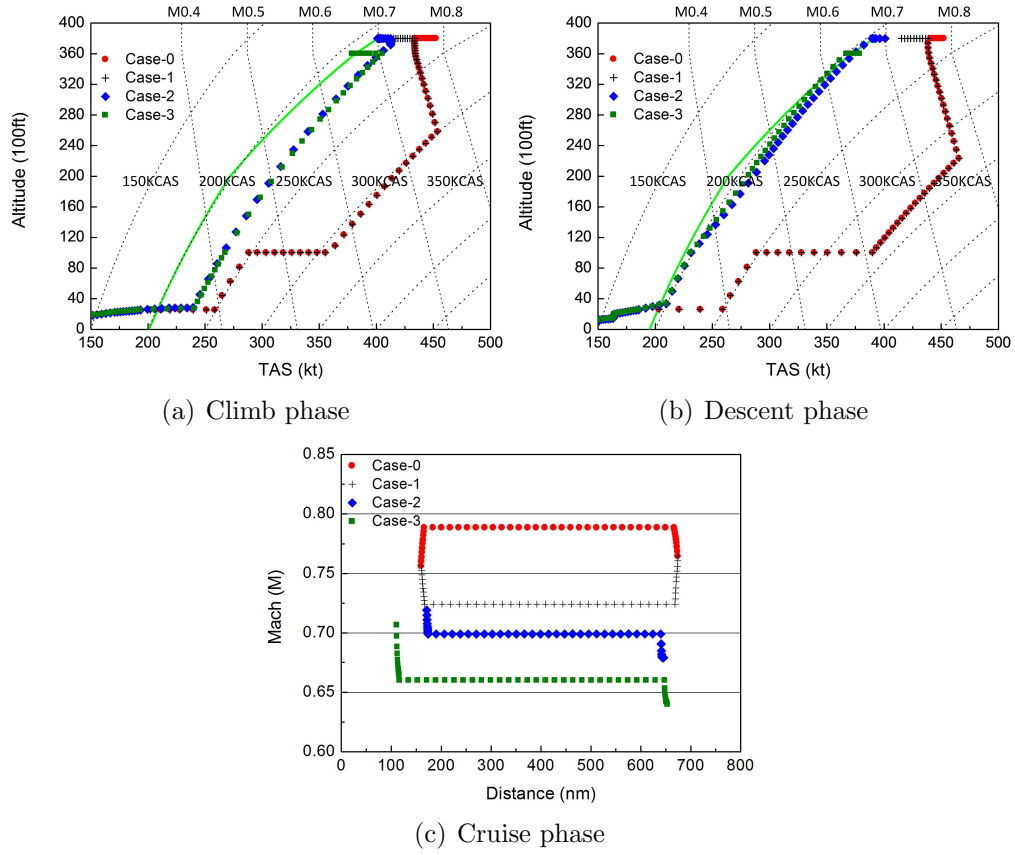 M0.4 M0.5 M0.6 M0.7 M0.8
400
360
320
280
240
200
160
120
80
40
0
Altitude (100ft)
Case-0
Case-1
Case-2
Case-3
150KCAS 200KCAS 250KCAS 300KCAS 350KCAS
150 200 250 300 350 400 450 500
TAS (kt)
(a) Climb phase
M0.4 M0.5 M0.6 M0.7 M0.8
400
360
320
280
240
200
160
120
80
40
0
Altitude (100ft)
Case-0
Case-1
Case-2
Case-3
150KCAS 200KCAS 250KCAS 300KCAS 350KCAS
150 200 250 300 350 400 450 500
TAS (kt)
(b) Descent phase
0.85
0.80
0.75
0.70
0.65
0.60
Mach (M)
Case-0
Case-1
Case-2
Case-3
0 100 200 300 400 500 600 700 800
Distance (nm)
(c) Cruise phase